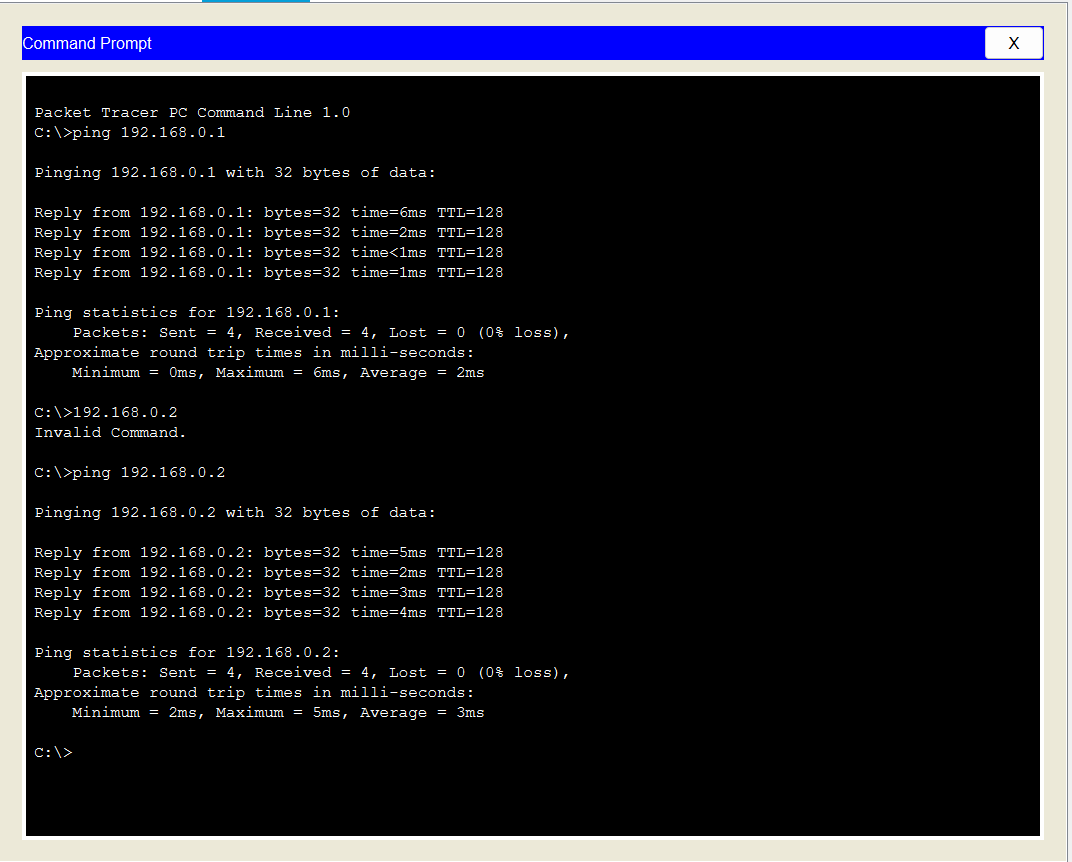 Command Prompt
X
Packet Tracer PC Command Line 1.0
C:\>ping 192.168.0.1
Pinging 192.168.0.1 with 32 bytes of data:
Reply from 192.168.0.1: bytes=32 time=6ms TTL=128
Reply from 192.168.0.1: bytes=32 time=2ms TTL=128
Reply from 192.168.0.1: bytes=32 time<1ms TTL=128
Reply from 192.168.0.1: bytes=32 time=1ms TTL=128
Ping statistics for 192.168.0.1:
    Packets: Sent = 4, Received = 4, Lost = 0 (0% loss),
Approximate round trip times in milli-seconds:
    Minimum = 0ms, Maximum = 6ms, Average = 2ms
C:\>192.168.0.2
Invalid Command.
C:\>ping 192.168.0.2
Pinging 192.168.0.2 with 32 bytes of data:
Reply from 192.168.0.2: bytes=32 time=5ms TTL=128
Reply from 192.168.0.2: bytes=32 time=2ms TTL=128
Reply from 192.168.0.2: bytes=32 time=3ms TTL=128
Reply from 192.168.0.2: bytes=32 time=4ms TTL=128
Ping statistics for 192.168.0.2:
    Packets: Sent = 4, Received = 4, Lost = 0 (0% loss),
Approximate round trip times in milli-seconds:
    Minimum = 2ms, Maximum = 5ms, Average = 3ms
C:\>